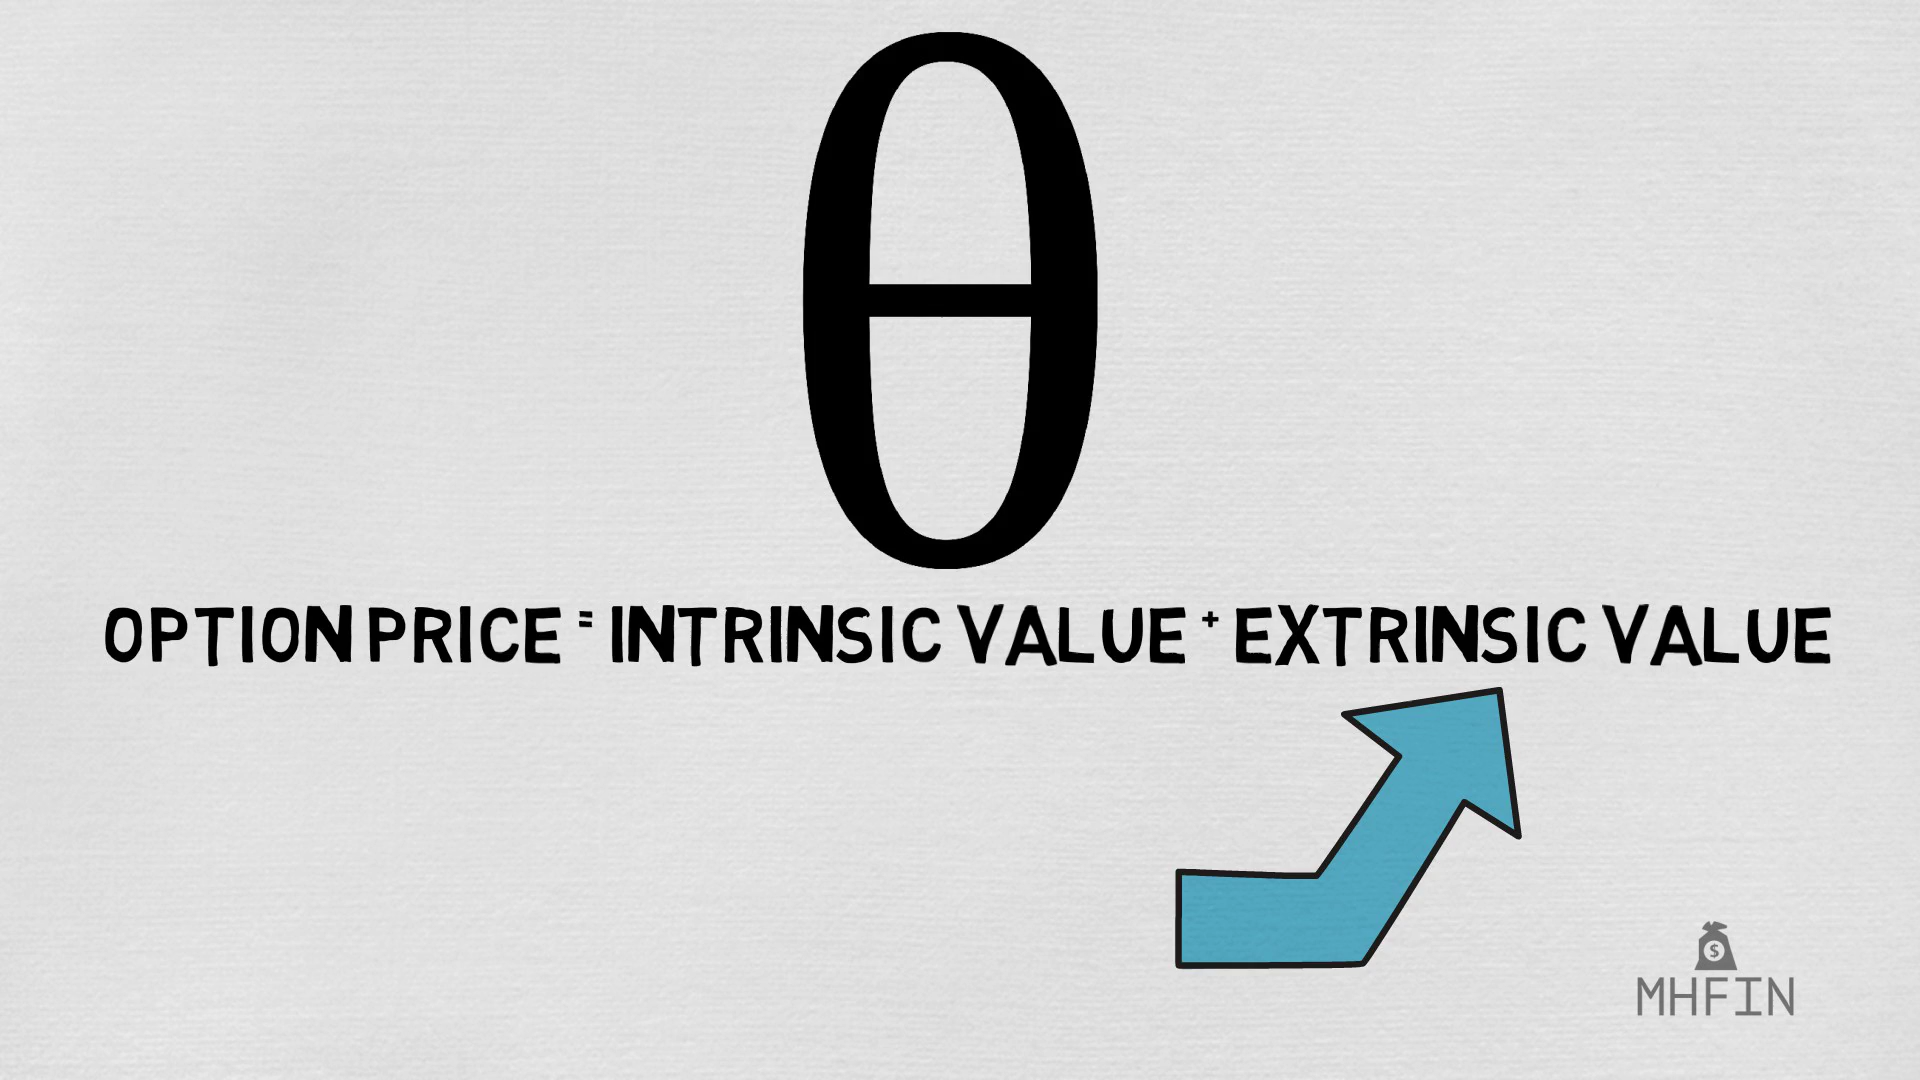 θ
OPTION PRICE = INTRINSIC VALUE + EXTRINSIC VALUE
$
MHFIN